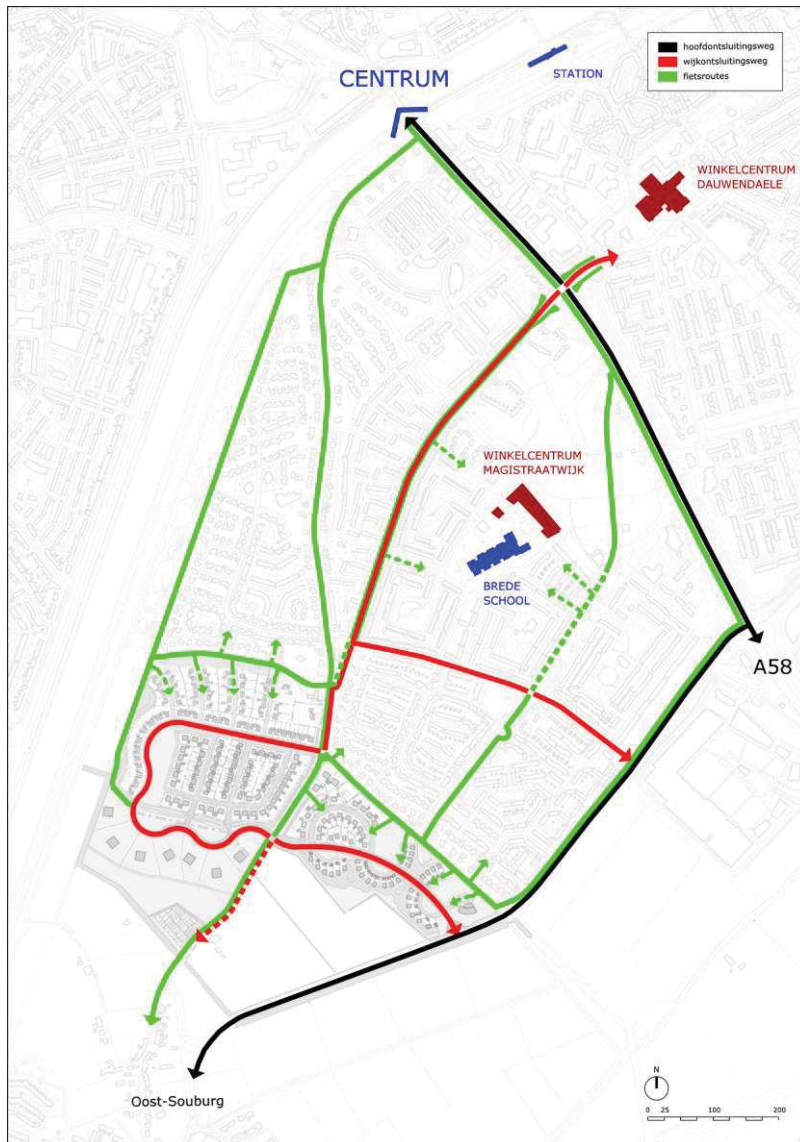 hoofdontsluitingsweg
wijkontsluitingsweg
fietsroutes
STATION
CENTRUM
WINKELCENTRUM
DAUWENDAELE
WINKELCENTRUM
MAGISTRAATWIJK
BREDE
SCHOOL
A58
Oost-Souburg
N
0 25 100 200